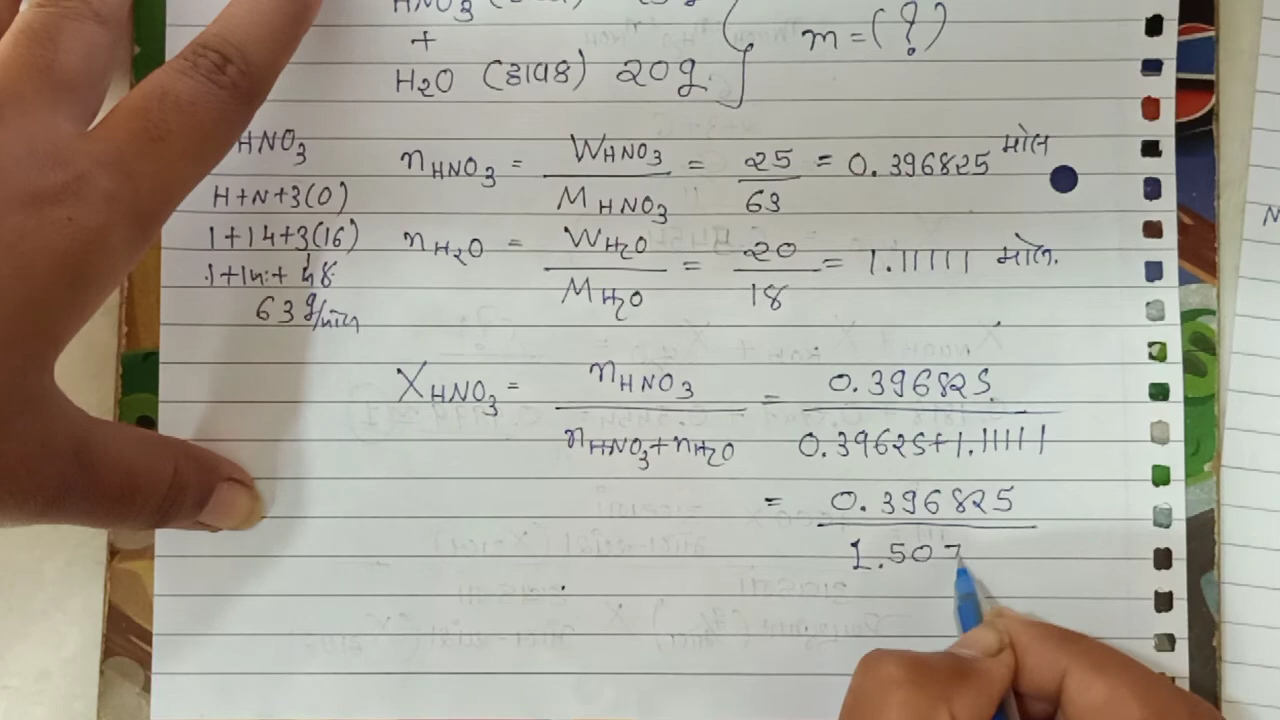 m = (?)
+
H2O (द्रावक) 20g.
HNO3
H+N+3(O)
1+14+3(16)
1+14+48
63 g/मोल
nHNO3 = WHNO3 / MHNO3 = 25 / 63 = 0.396825 मोल
nH2O = WH2O / MH2O = 20 / 18 = 1.11111 मोल.
XHNO3 = nHNO3 / nHNO3+nH2O = 0.396825 / 0.39625+1.11111
= 0.396825 / 1.507